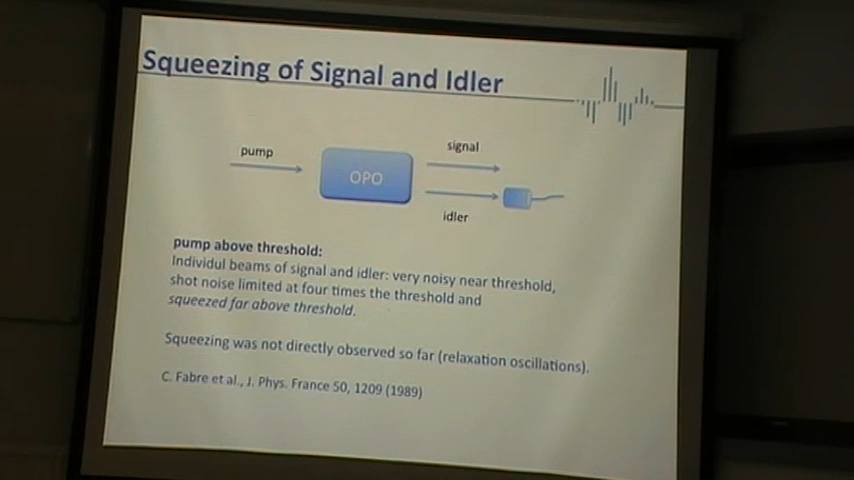 Squeezing of Signal and Idler
pump
signal
OPO
idler
pump above threshold:
Individul beams of signal and idler: very noisy near threshold,
shot noise limited at four times the threshold and
squeezed far above threshold.
Squeezing was not directly observed so far (relaxation oscillations).
C. Fabre et al., J. Phys. France 50, 1209 (1989)